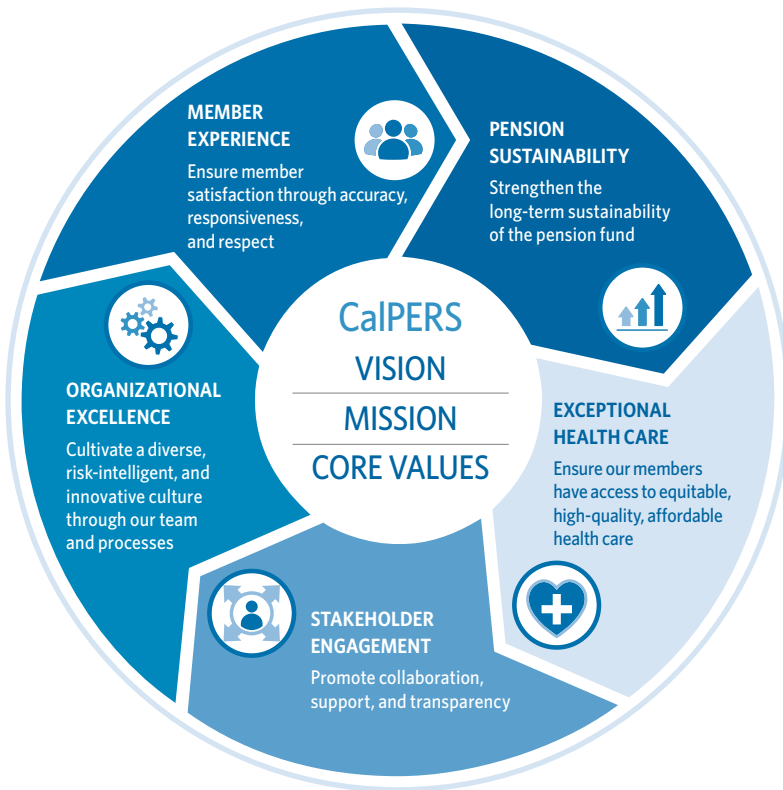 MEMBER
EXPERIENCE
Ensure member
satisfaction through accuracy,
responsiveness,
and respect
PENSION
SUSTAINABILITY
Strengthen the
long-term sustainability
of the pension fund
EXCEPTIONAL
HEALTH CARE
Ensure our members
have access to equitable,
high-quality, affordable
health care
STAKEHOLDER
ENGAGEMENT
Promote collaboration,
support, and transparency
ORGANIZATIONAL
EXCELLENCE
Cultivate a diverse,
risk-intelligent, and
innovative culture
through our team
and processes
CalPERS
VISION
MISSION
CORE VALUES